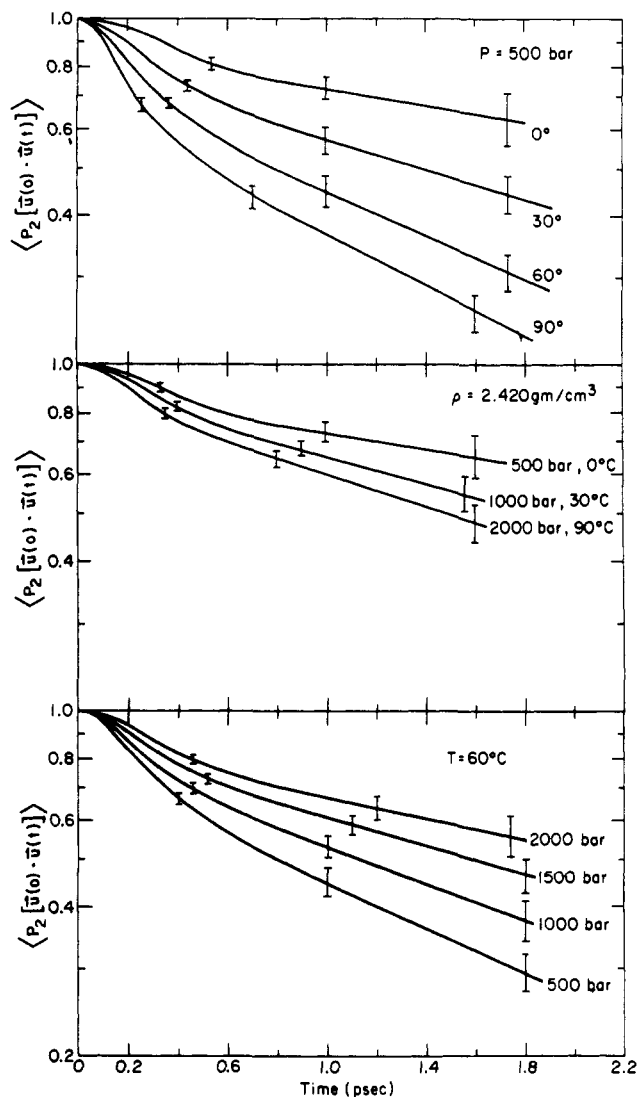 1.0
0.8
0.6
0.4
⟨P₂ [u⃗(0) · u⃗(t)]⟩
P = 500 bar
0°
30°
60°
90°
1.0
0.8
0.6
0.4
⟨P₂ [u⃗(0) · u⃗(t)]⟩
ρ = 2.420 gm/cm³
500 bar, 0°C
1000 bar, 30°C
2000 bar, 90°C
1.0
0.8
0.6
0.4
0.2
⟨P₂ [u⃗(0) · u⃗(t)]⟩
T = 60°C
2000 bar
1500 bar
1000 bar
500 bar
0 0.2 0.6 1.0 1.4 1.8 2.2
Time (psec)